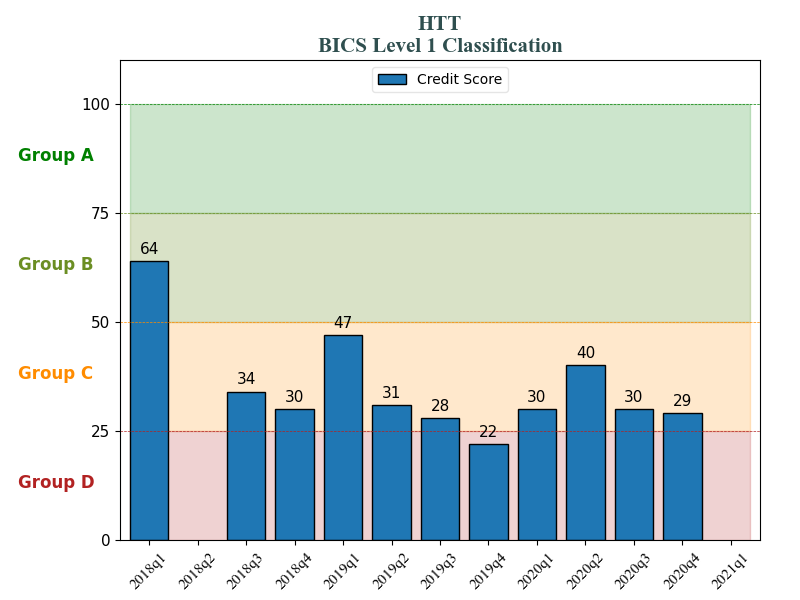 HTT
BICS Level 1 Classification
Credit Score
100
Group A
75
64
Group B
50
47
40
Group C
34
30
31
28
22
30
30
29
25
Group D
0
2018q1
2018q2
2018q3
2018q4
2019q1
2019q2
2019q3
2019q4
2020q1
2020q2
2020q3
2020q4
2021q1